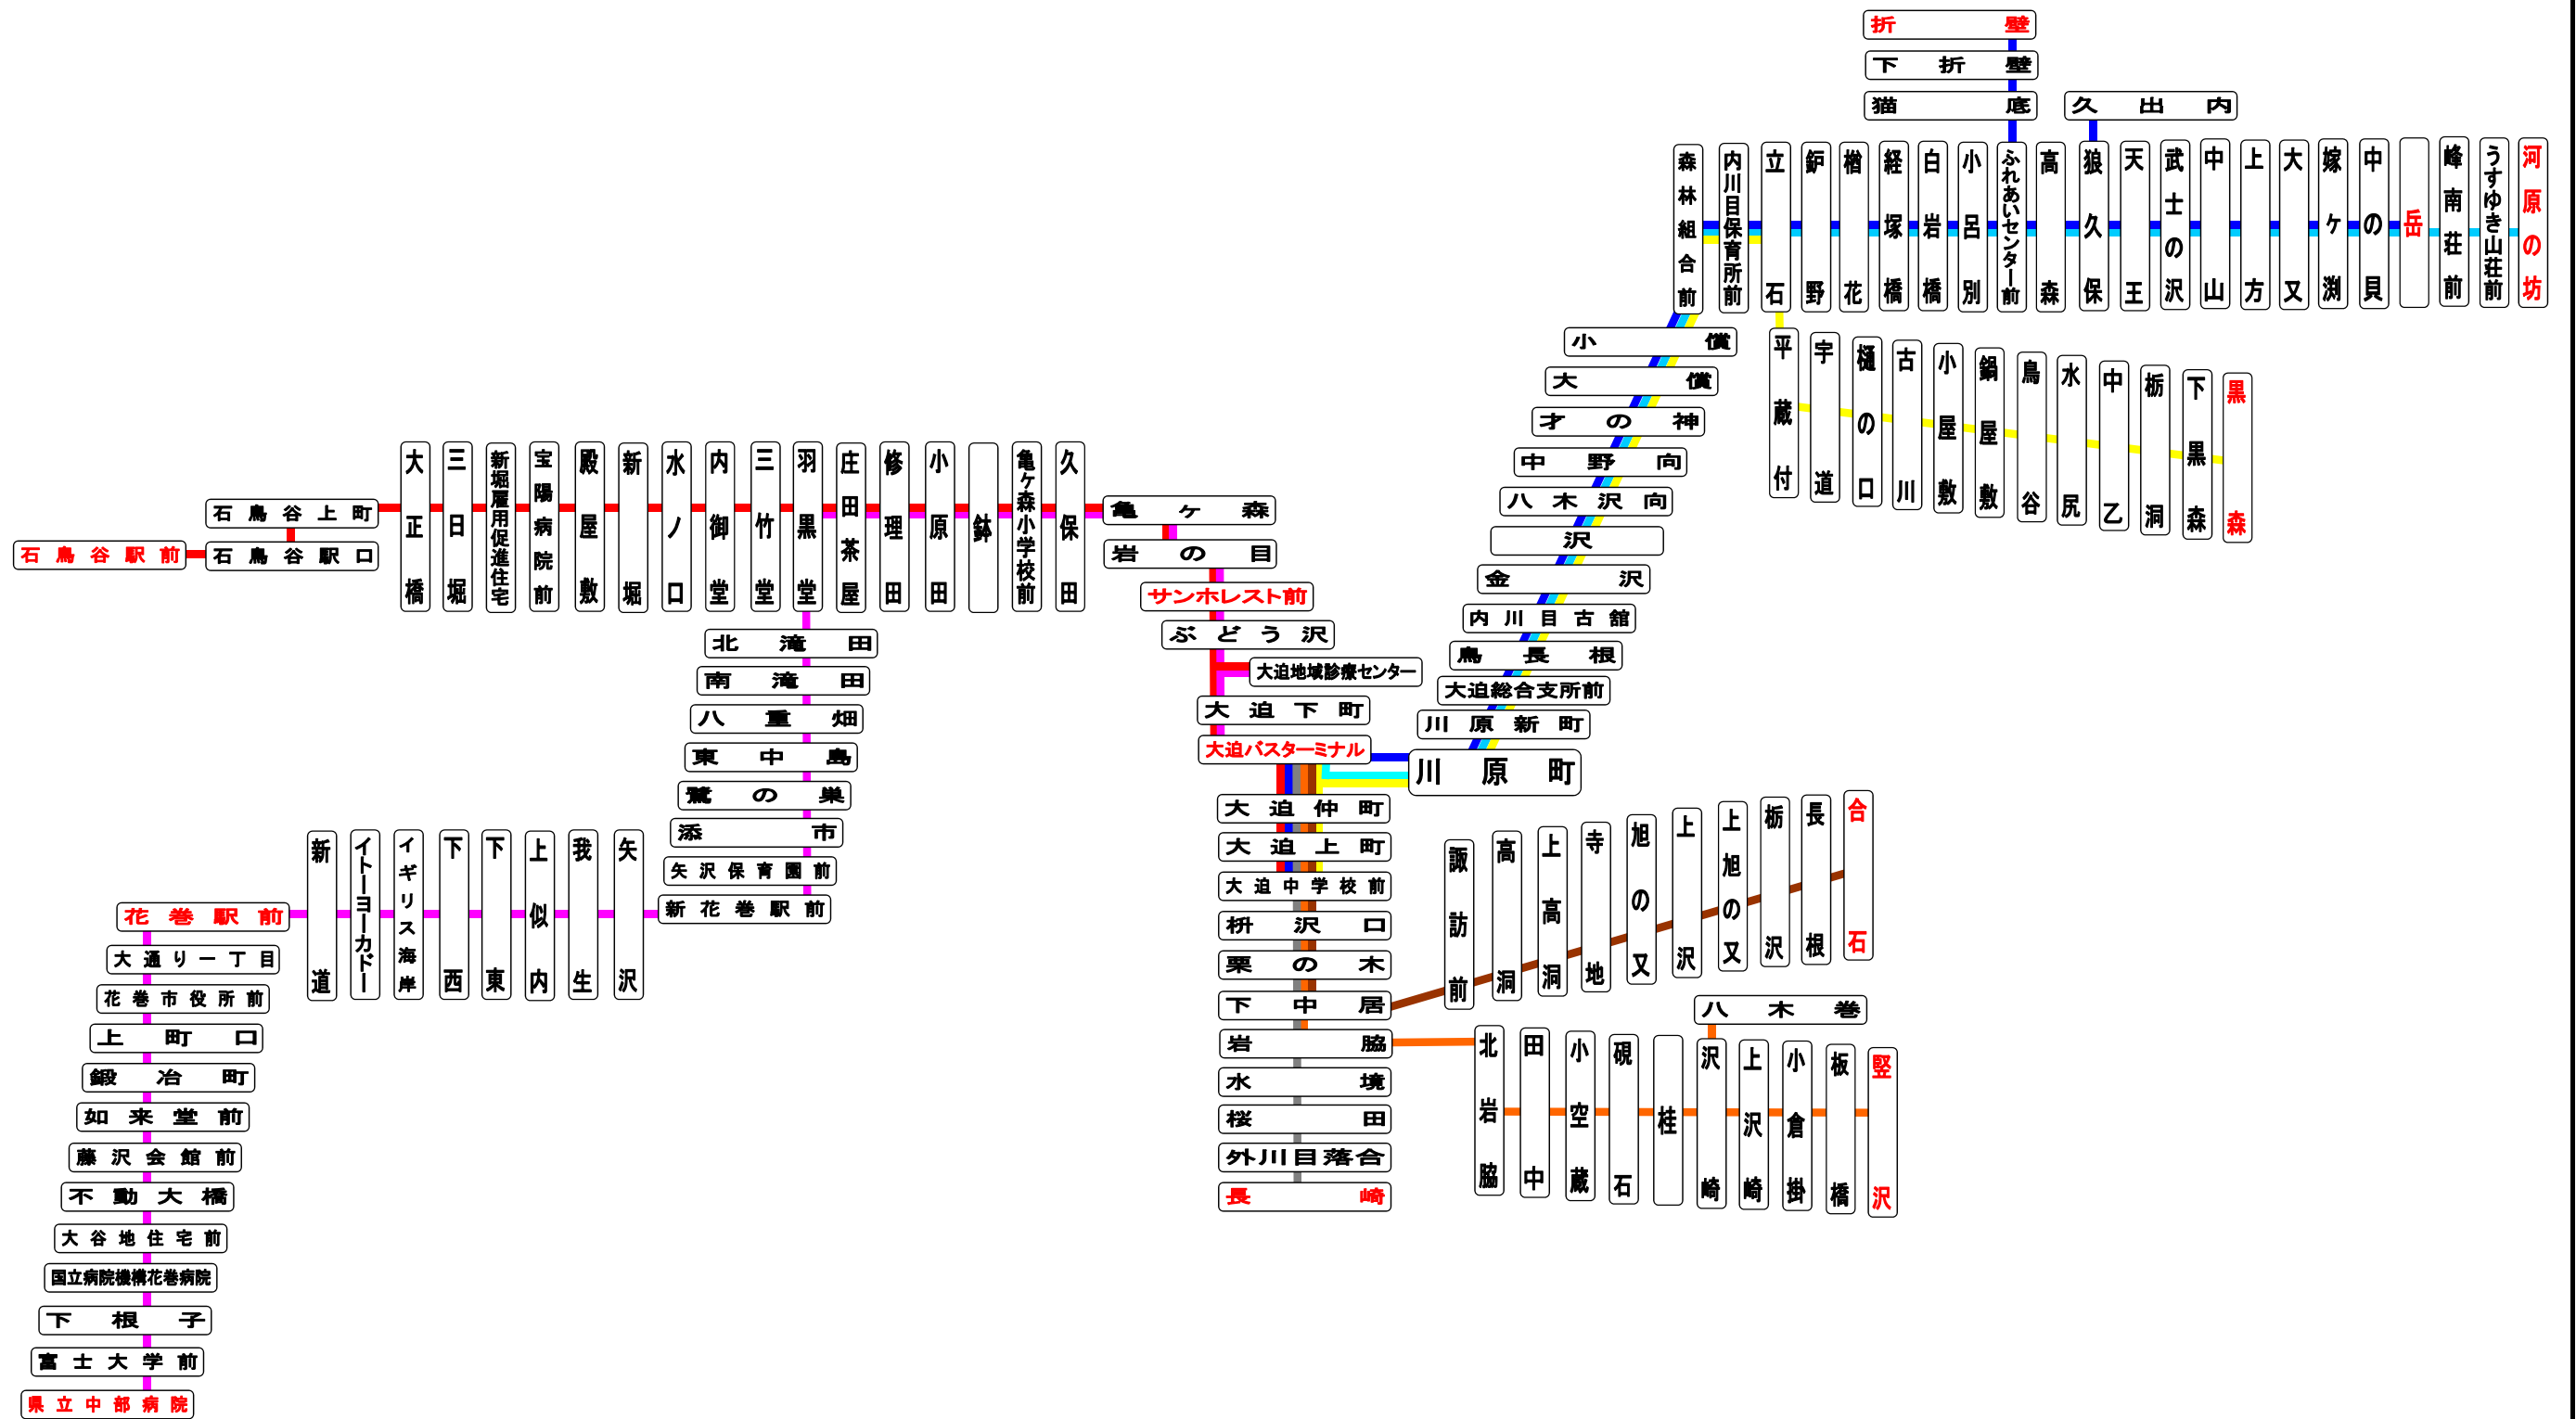 折壁
下折壁
猫底
久出内
森林組合前
内川目保育所前
立石
鈩野
楢花
経塚橋
白岩橋
小呂別
ふれあいセンター前
高森
狼久保
天王
武士の沢
中山
上方
大又
嫁ヶ渕
中の貝
岳
峰南荘前
うすゆき山荘前
河原の坊
小償
大償
才の神
中野向
八木沢向
沢
金沢
内川目古舘
鳥長根
大迫総合支所前
川原新町
川原町
平蔵付
宇道
樋の口
古川
小屋敷
鍋屋敷
鳥谷
水尻
中乙
栃洞
下黒森
黒森
石鳥谷駅前
石鳥谷駅口
石鳥谷上町
大正橋
三日堀
新堀雇用促進住宅
宝陽病院前
殿屋敷
新堀
水ノ口
内御堂
三竹堂
羽黒堂
庄田茶屋
修理田
小原田
鉢
亀ヶ森小学校前
久保田
亀ヶ森
岩の目
サンホレスト前
ぶどう沢
大迫地域診療センター
大迫下町
大迫バスターミナル
北滝田
南滝田
八重畑
東中島
鷺の巣
添市
矢沢保育園前
新花巻駅前
矢沢
我生
上似内
下東
下西
イギリス海岸
イトーヨーカドー
新道
花巻駅前
大通り一丁目
花巻市役所前
上町口
鍛冶町
如来堂前
藤沢会館前
不動大橋
大谷地住宅前
国立病院機構花巻病院
下根子
富士大学前
県立中部病院
大迫仲町
大迫上町
大迫中学校前
枡沢口
栗の木
下中居
岩脇
水境
桜田
外川目落合
長崎
諏訪前
高洞
上高洞
寺地
旭の又
上沢
上旭の又
栃沢
長根
合石
八木巻
北岩脇
田中
小空蔵
硯石
桂
沢崎
上沢崎
小倉掛
板橋
竪沢